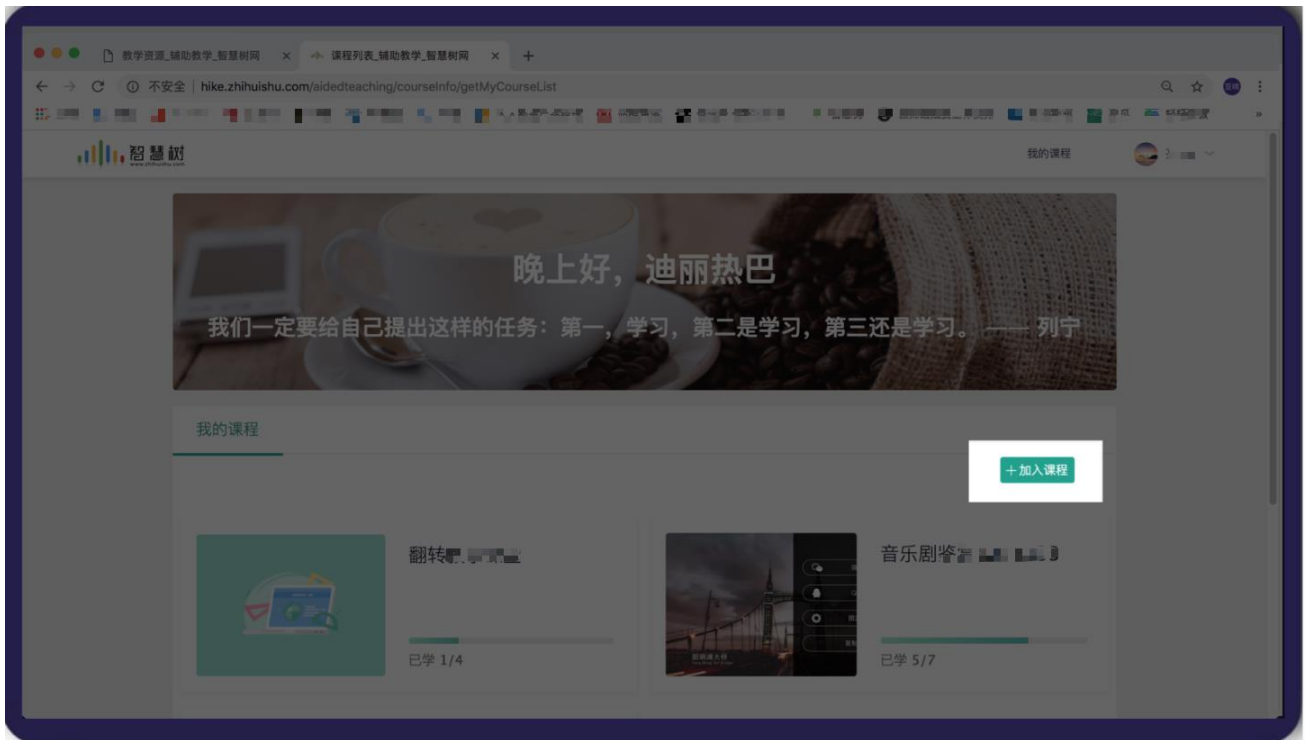 教学资源_辅助教学_智慧树网
课程列表_辅助教学_智慧树网
不安全 | hike.zhihuishu.com/aidedteaching/courseInfo/getMyCourseList
智慧树
www.zhihuishu.com
我的课程
晚上好，迪丽热巴
我们一定要给自己提出这样的任务：第一，学习，第二是学习，第三还是学习。 —— 列宁
我的课程
+加入课程
翻转
音乐剧鉴
已学 1/4
已学 5/7